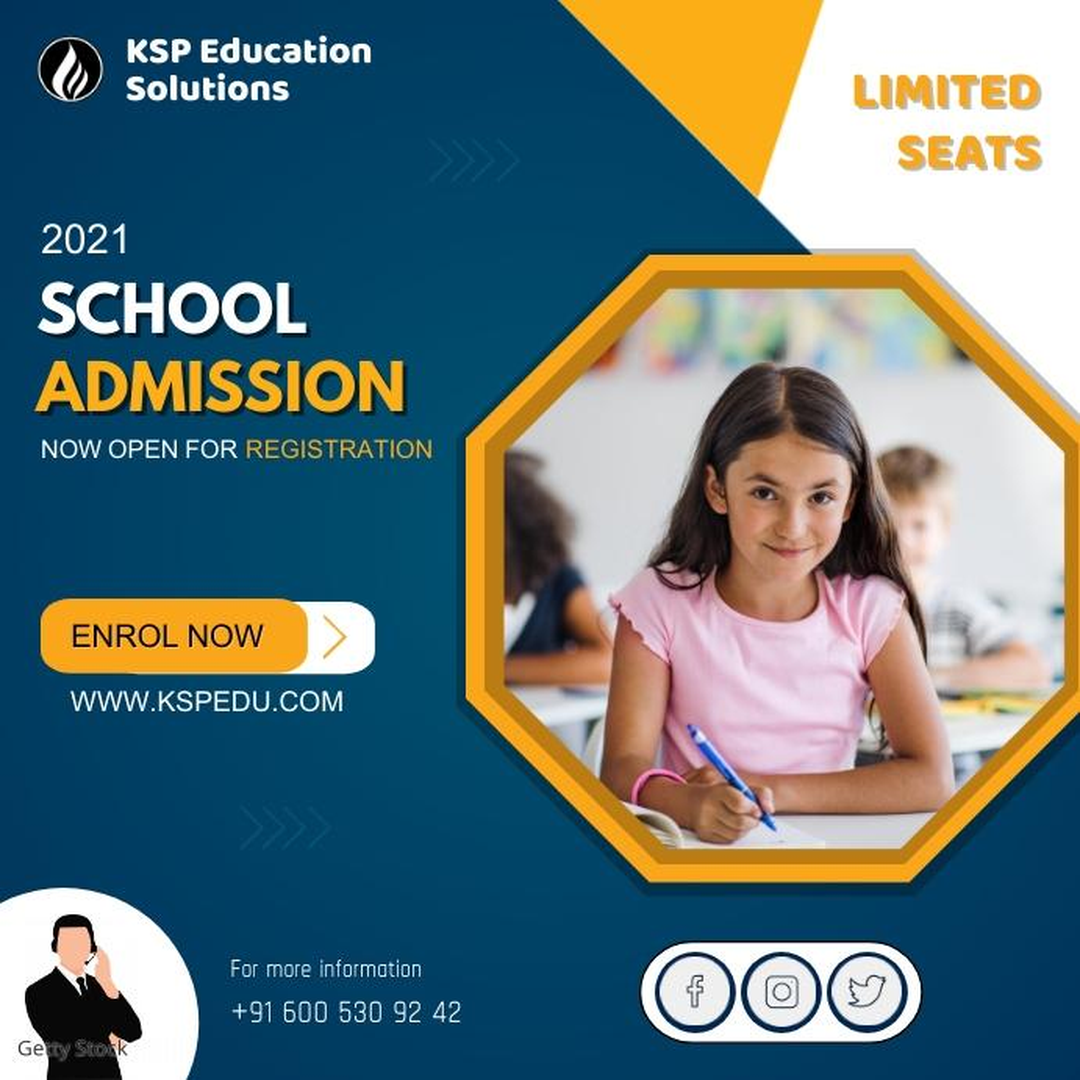 KSP Education
Solutions
LIMITED
SEATS
2021
SCHOOL
ADMISSION
NOW OPEN FOR REGISTRATION
ENROL NOW
WWW.KSPEDU.COM
For more information
+91 600 530 92 42
Getty Stock